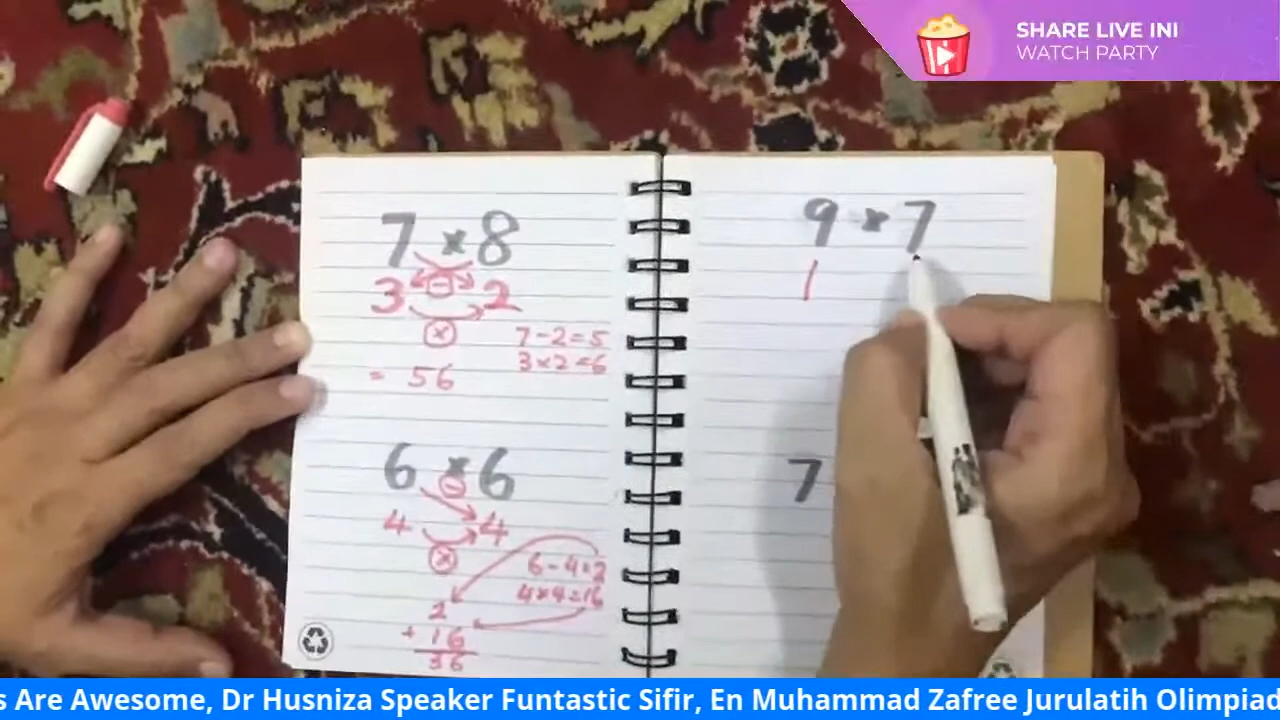 SHARE LIVE INI
WATCH PARTY
7 × 8
3 - 2
×
7-2=5
3×2=6
= 56
6 × 6
-
4 4
×
6-4=2
4×4=16
2
+ 16
36
9 × 7
1
7
s Are Awesome, Dr Husniza Speaker Funtastic Sifir, En Muhammad Zafree Jurulatih Olimpiad